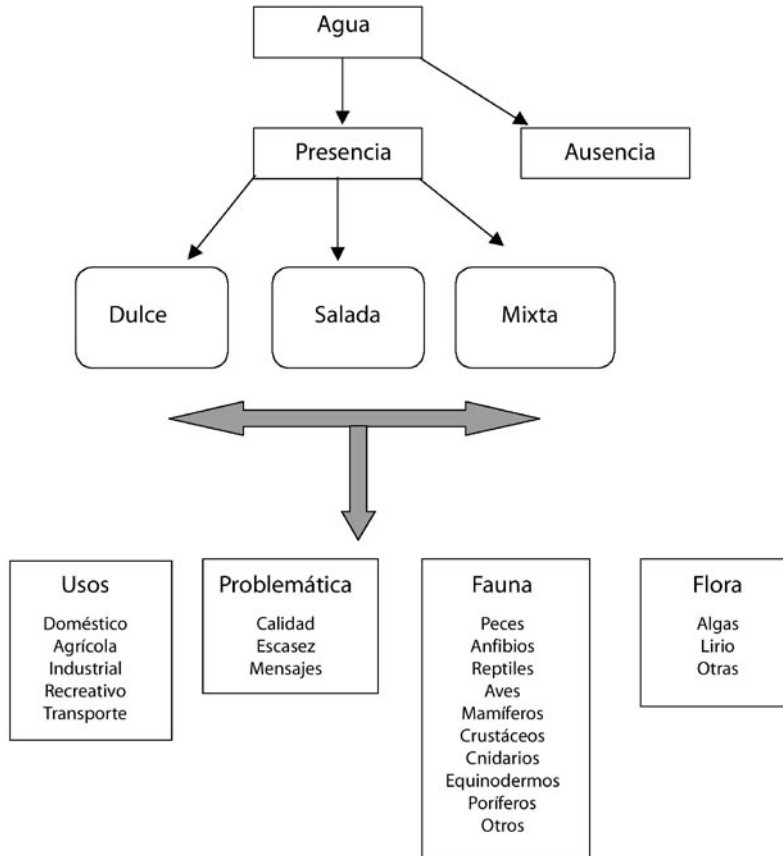 Agua
Presencia
Ausencia
Dulce
Salada
Mixta
Usos
Doméstico
Agrícola
Industrial
Recreativo
Transporte
Problemática
Calidad
Escasez
Mensajes
Fauna
Peces
Anfibios
Reptiles
Aves
Mamíferos
Crustáceos
Cnidarios
Equinodermos
Poríferos
Otros
Flora
Algas
Lirio
Otras